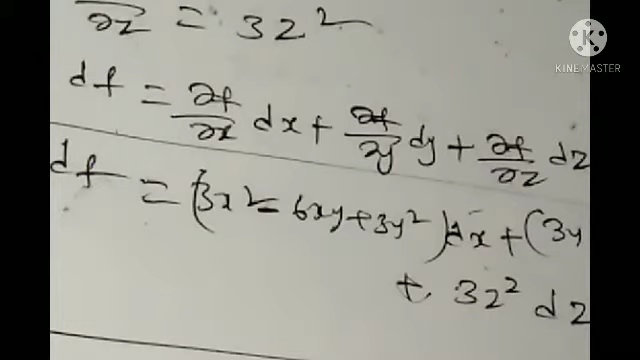 ∂z = 3z²
df = ∂f/∂x dx + ∂f/∂y dy + ∂f/∂z dz
df = (3x² - 6xy + 3y²) dx + (3y
+ 3z² dz
K
KINEMASTER